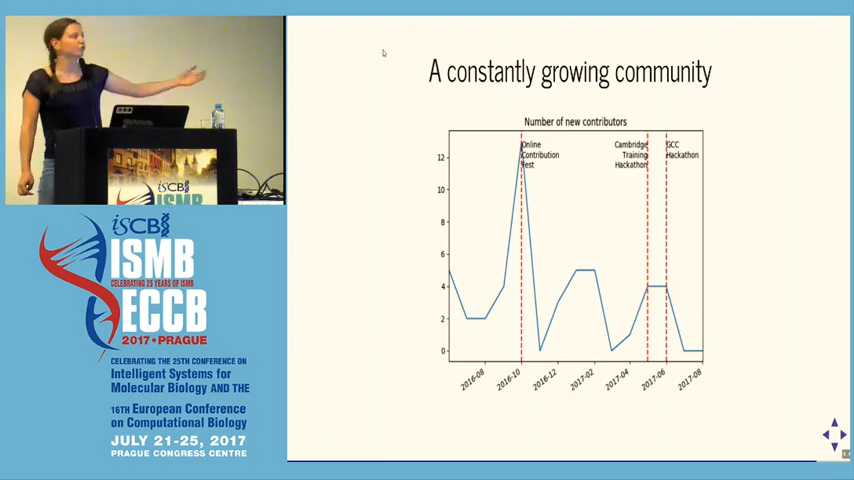 A constantly growing community
Number of new contributors
Online
Contribution
Fest
Cambridge
Training
Hackathon
GCC
Hackathon
12
10
8
6
4
2
0
2016-08
2016-10
2016-12
2017-02
2017-04
2017-06
2017-08
iSCB
ISMB
iSCB
ISMB
CELEBRATING 25 YEARS OF ISMB
ECCB
2017 • PRAGUE
CELEBRATING THE 25TH CONFERENCE ON
Intelligent Systems for
Molecular Biology AND THE
16TH European Conference
on Computational Biology
JULY 21-25, 2017
PRAGUE CONGRESS CENTRE